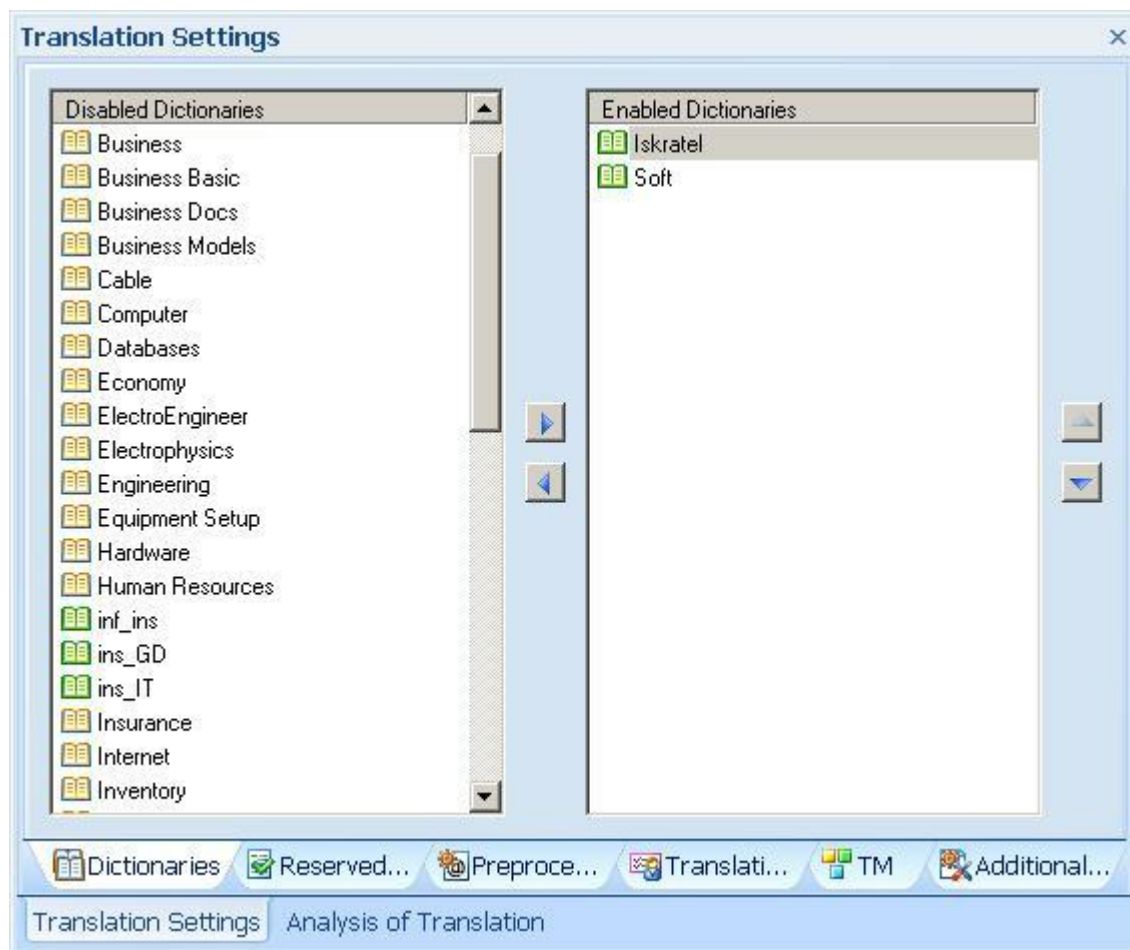 Translation Settings
Disabled Dictionaries
Business
Business Basic
Business Docs
Business Models
Cable
Computer
Databases
Economy
ElectroEngineer
Electrophysics
Engineering
Equipment Setup
Hardware
Human Resources
inf_ins
ins_GD
ins_IT
Insurance
Internet
Inventory
Enabled Dictionaries
Iskratel
Soft
Dictionaries Reserved... Preproce... Translati... TM Additional...
Translation Settings Analysis of Translation